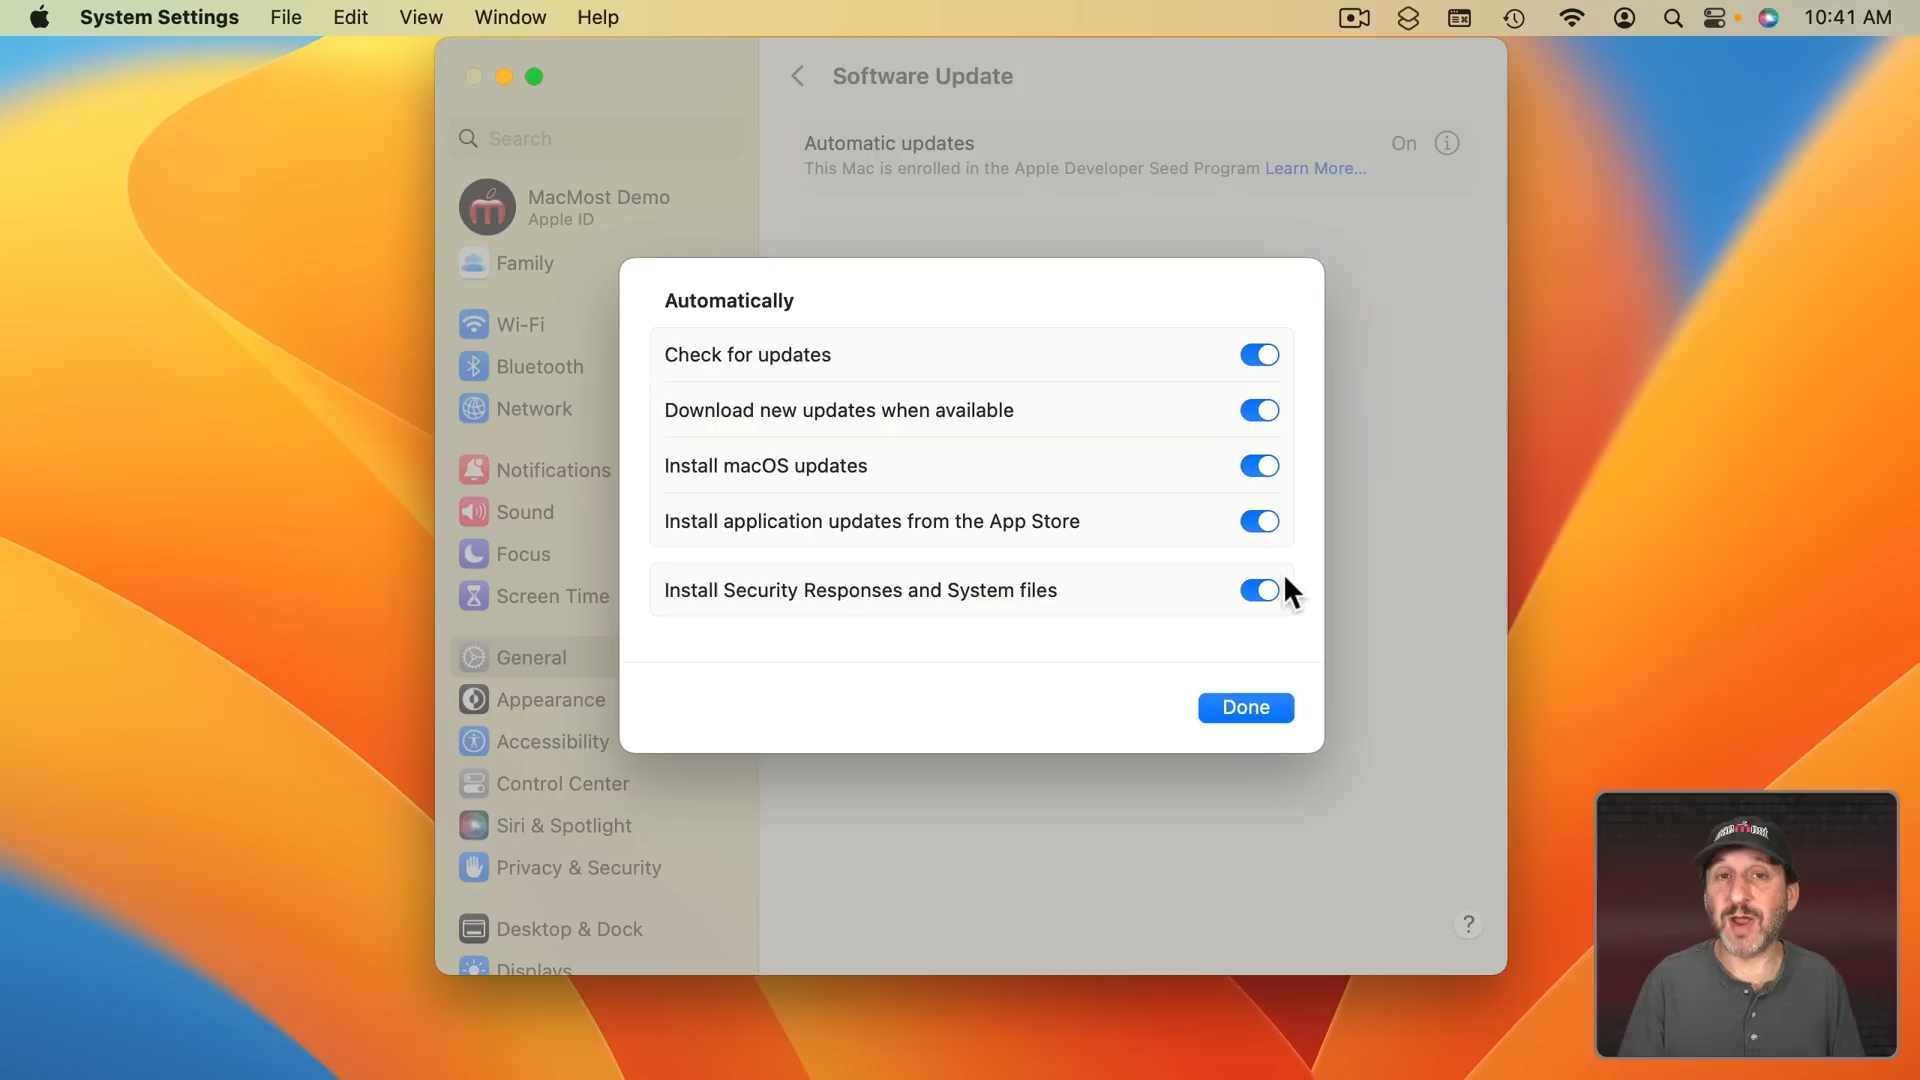 System Settings File Edit View Window Help 10:41 AM
Software Update
Search
Automatic updates On
This Mac is enrolled in the Apple Developer Seed Program Learn More...
MacMost Demo
Apple ID
Family
Wi-Fi
Bluetooth
Network
Notifications
Sound
Focus
Screen Time
General
Appearance
Accessibility
Control Center
Siri & Spotlight
Privacy & Security
Desktop & Dock
Displays
Automatically
Check for updates
Download new updates when available
Install macOS updates
Install application updates from the App Store
Install Security Responses and System files
Done
?